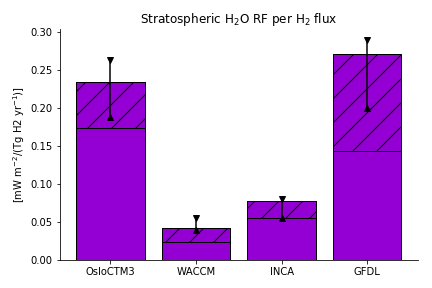 Stratospheric H₂O RF per H₂ flux
[mW m⁻²/(Tg H2 yr⁻¹)]
0.30
0.25
0.20
0.15
0.10
0.05
0.00
OsloCTM3 WACCM INCA GFDL